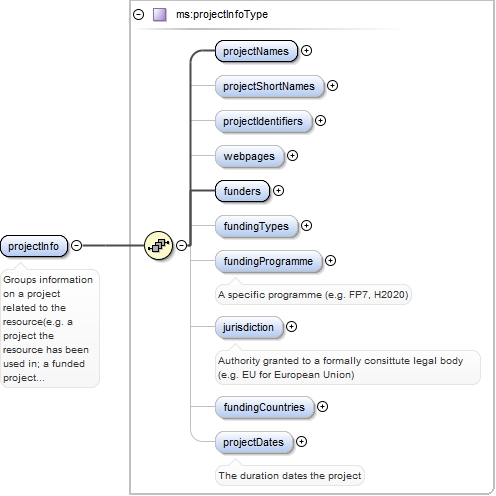 ms:projectInfoType
projectNames
projectShortNames
projectIdentifiers
webpages
funders
fundingTypes
fundingProgramme
A specific programme (e.g. FP7, H2020)
jurisdiction
Authority granted to a formally consittute legal body
(e.g. EU for European Union)
fundingCountries
projectDates
The duration dates the project
projectInfo
Groups information
on a project
related to the
resource(e.g. a
project the
resource has been
used in; a funded
project...